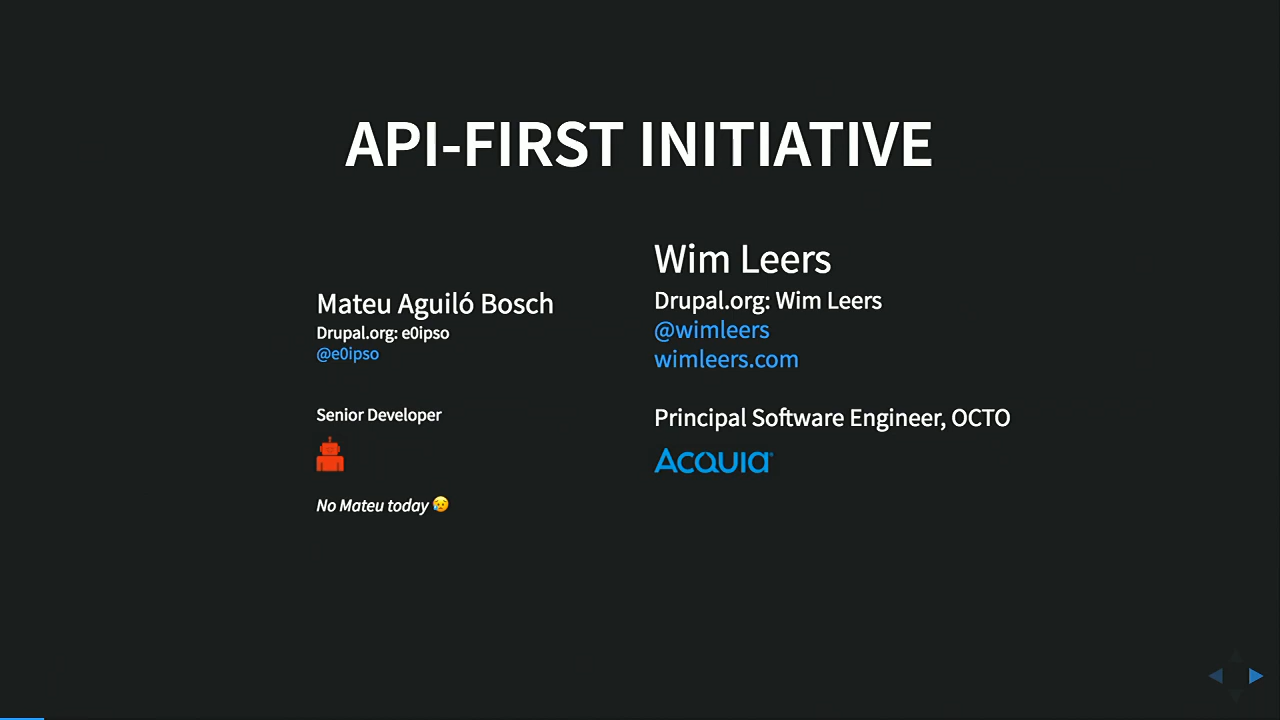 API-FIRST INITIATIVE
Mateu Aguiló Bosch
Drupal.org: e0ipso
@e0ipso
Senior Developer
No Mateu today 😥
Wim Leers
Drupal.org: Wim Leers
@wimleers
wimleers.com
Principal Software Engineer, OCTO
Acquia